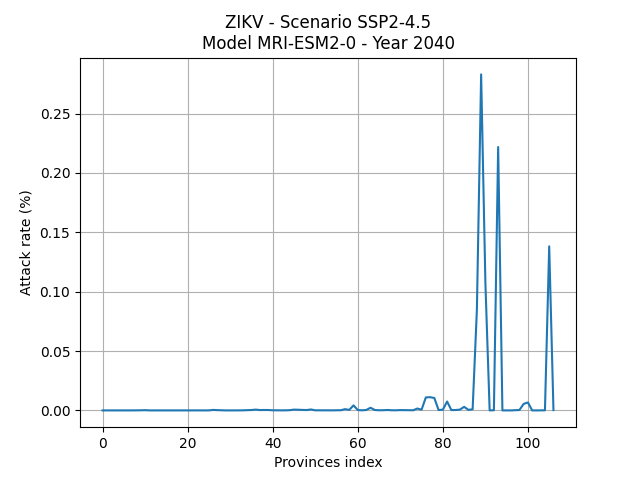 ZIKV - Scenario SSP2-4.5
Model MRI-ESM2-0 - Year 2040
0.25
0.20
0.15
0.10
0.05
0.00
Attack rate (%)
0 20 40 60 80 100
Provinces index